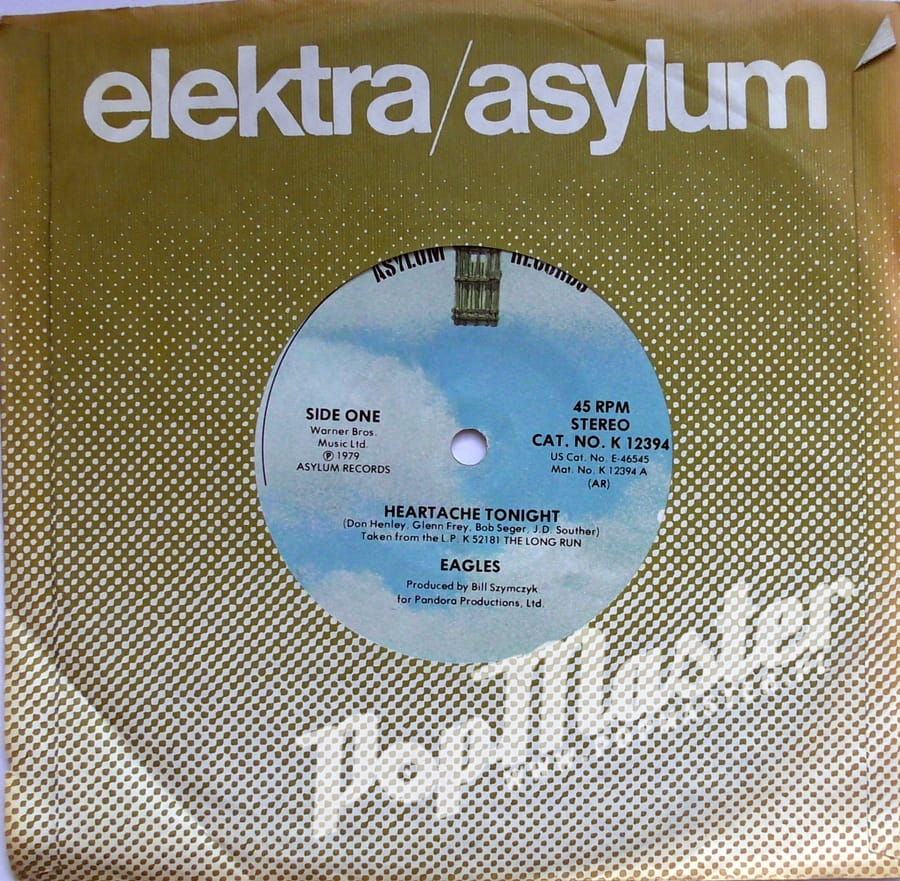 elektra/asylum
ASYLUM RECORDS
SIDE ONE
Warner Bros.
Music Ltd.
Ⓟ 1979
ASYLUM RECORDS
45 RPM
STEREO
CAT. NO. K 12394
US Cat. No. E-46545
Mat. No. K 12394 A
(AR)
HEARTACHE TONIGHT
(Don Henley, Glenn Frey, Bob Seger, J.D. Souther)
Taken from the L.P. K 52181 THE LONG RUN
EAGLES
Produced by Bill Szymczyk
for Pandora Productions, Ltd.
PopMaster